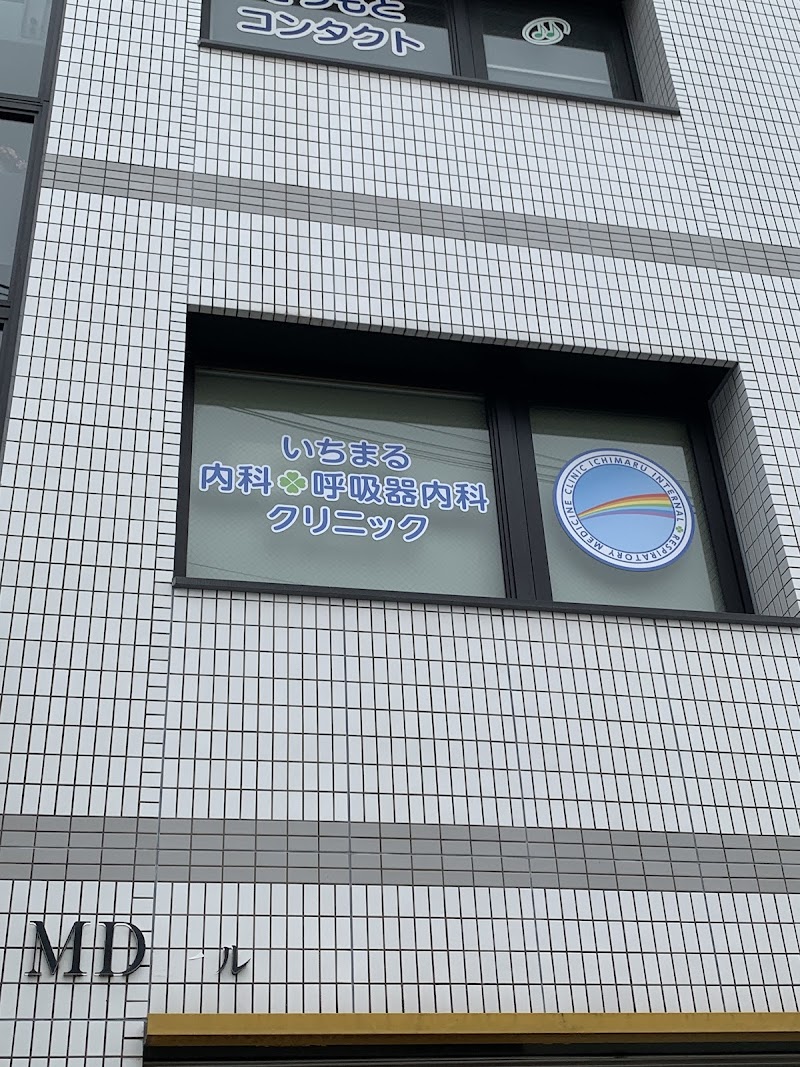 コンタクト
いちまる
内科 呼吸器内科
クリニック
ICHIMARU INTERNAL RESPIRATORY MEDICINE CLINIC
MD ール